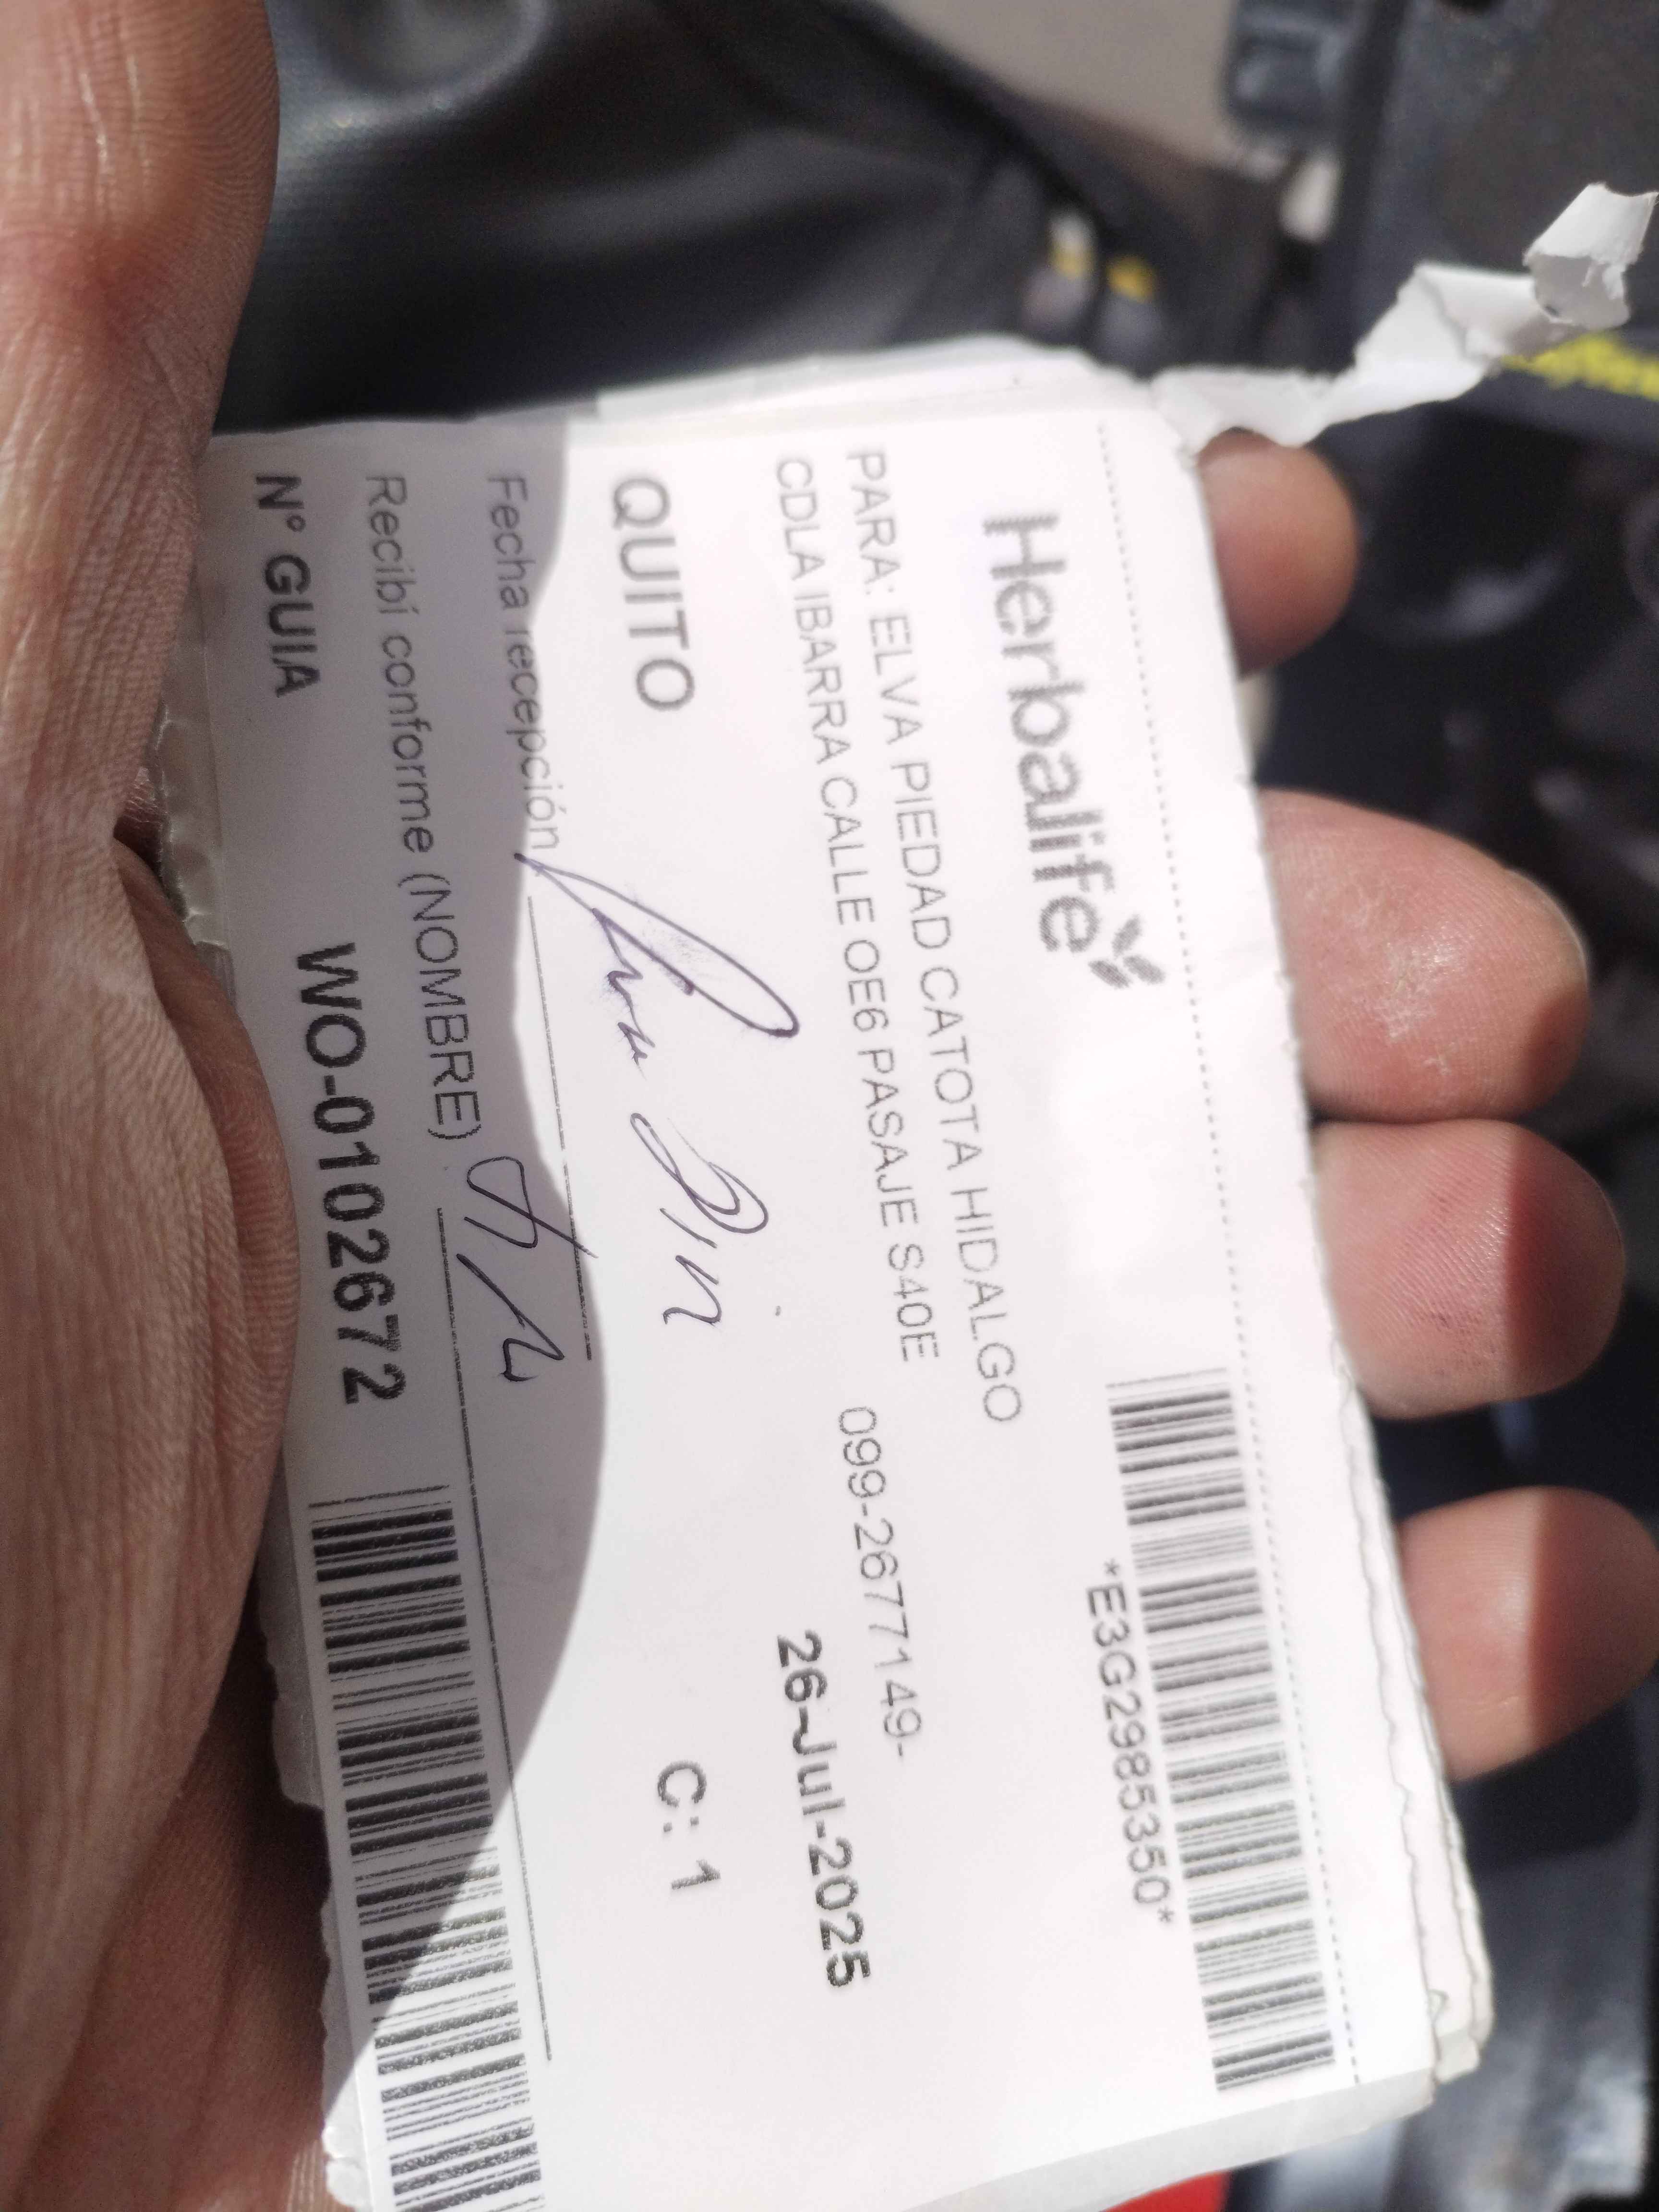 Herbalife
*E3G2985350*
PARA: ELVA PIEDAD CATOTA HIDALGO
CDLA IBARRA CALLE OE6 PASAJE S40E
099-2677149-
26-Jul-2025
QUITO
C: 1
Fecha recepción
Recibí conforme (NOMBRE)
N° GUIA WO-0102672